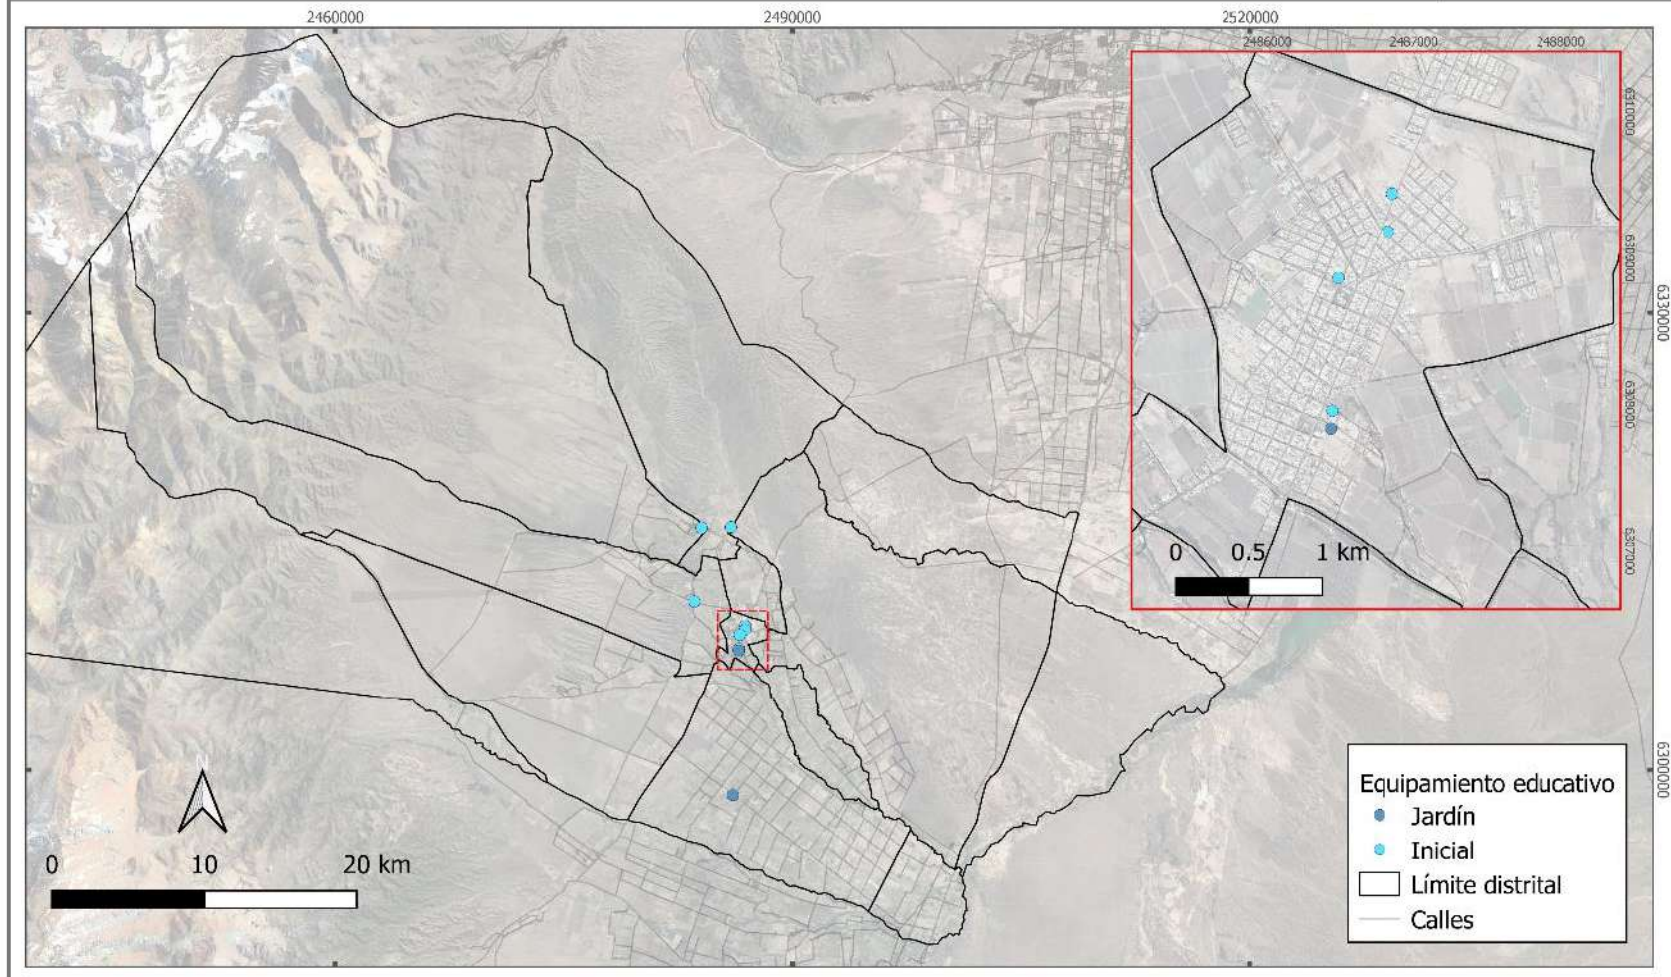 2460000
2490000
2520000
2486000
2487000
2488000
6310000
6309000
6308000
6307000
6330000
6300000
0 0.5 1 km
0 10 20 km
Equipamiento educativo
Jardín
Inicial
Límite distrital
Calles